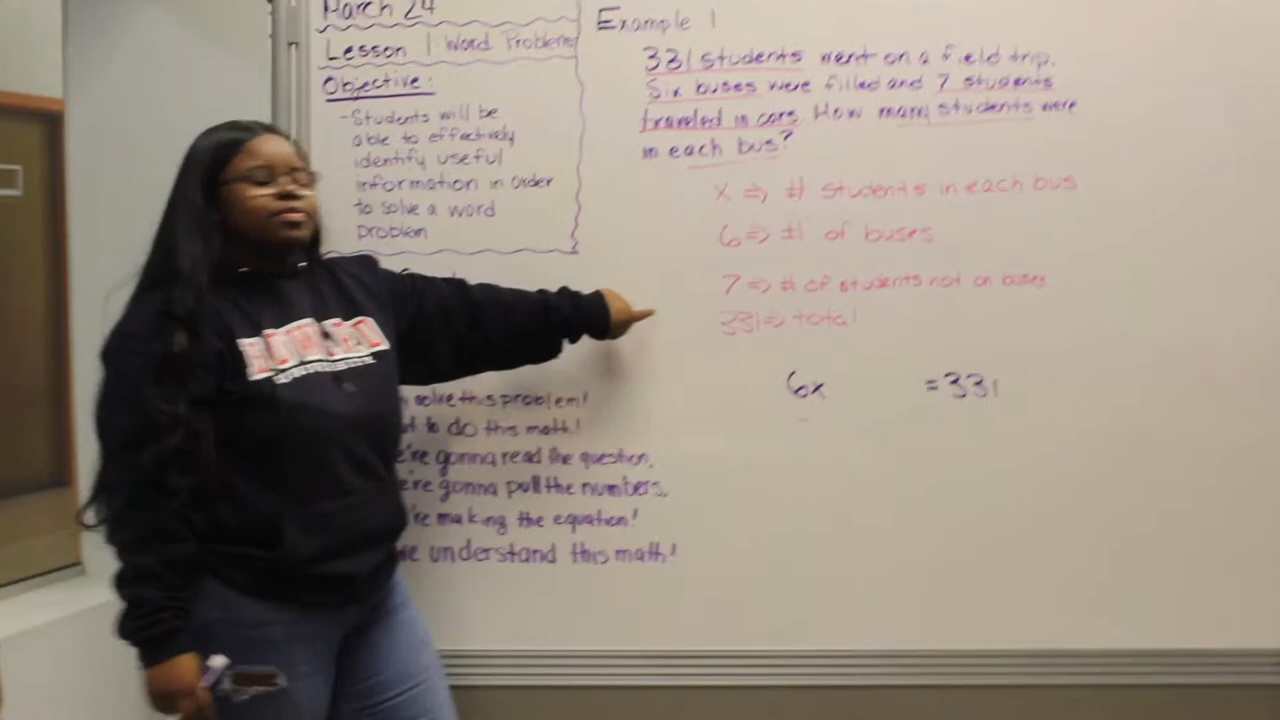 March 24
Lesson 1: Word Problems
Objective:
-Students will be
able to effectively
identify useful
information in order
to solve a word
problem
Example 1
331 students went on a field trip.
Six buses were filled and 7 students
traveled in cars. How many students were
in each bus?
x => # students in each bus
6 => # of buses
7 => # of students not on buses
331 => total
6x = 331
solve this problem!
to do this math!
e're gonna read the question,
e're gonna pull the numbers,
're making the equation!
we understand this math!
HOWARD